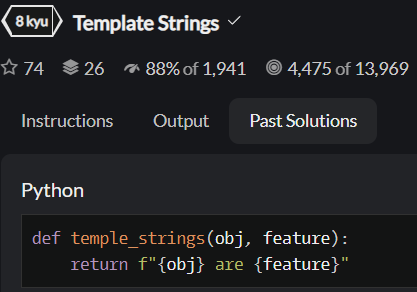 8 kyu Template Strings
74 26 88% of 1,941 4,475 of 13,969
Instructions Output Past Solutions
Python
def temple_strings(obj, feature):
    return f"{obj} are {feature}"